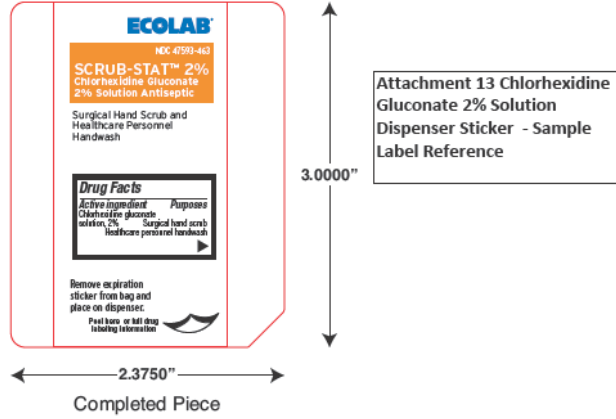 ECOLAB®
NDC 47593-463
SCRUB-STAT™ 2%
Chlorhexidine Gluconate
2% Solution Antiseptic
Surgical Hand Scrub and
Healthcare Personnel
Handwash
Drug Facts
Active ingredient Purposes
Chlorhexidine gluconate
solution, 2% Surgical hand scrub
Healthcare personnel handwash
Remove expiration
sticker from bag and
place on dispenser.
Peel here or full drug
labeling information
3.0000”
2.3750”
Completed Piece
Attachment 13 Chlorhexidine
Gluconate 2% Solution
Dispenser Sticker - Sample
Label Reference